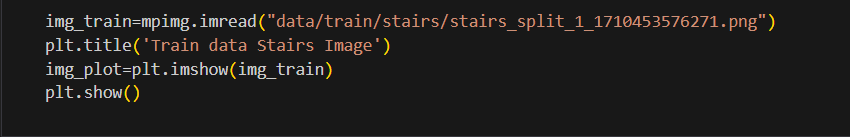 img_train=mpimg.imread("data/train/stairs/stairs_split_1_1710453576271.png")
plt.title('Train data Stairs Image')
img_plot=plt.imshow(img_train)
plt.show()